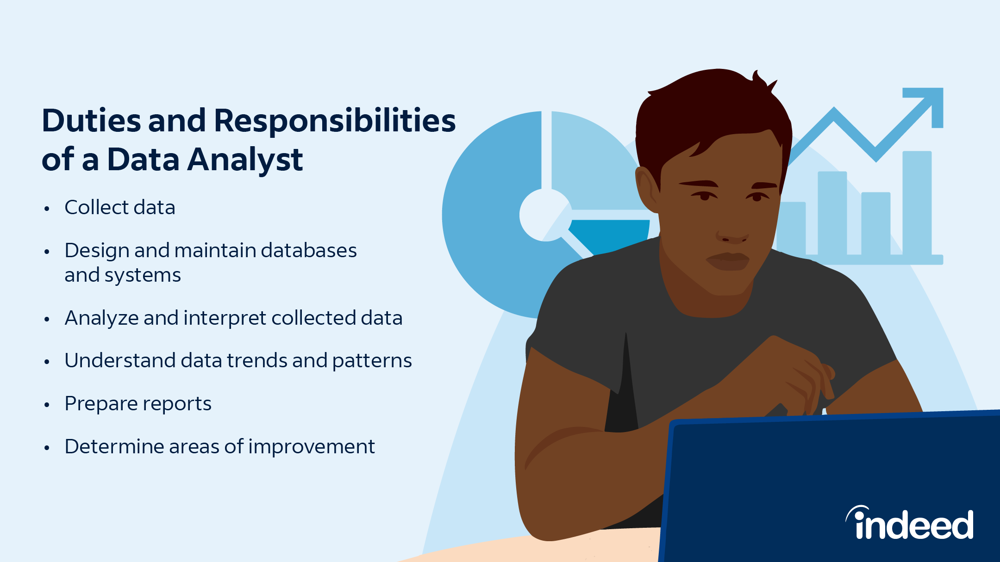 Duties and Responsibilities
of a Data Analyst
• Collect data
• Design and maintain databases
and systems
• Analyze and interpret collected data
• Understand data trends and patterns
• Prepare reports
• Determine areas of improvement
indeed